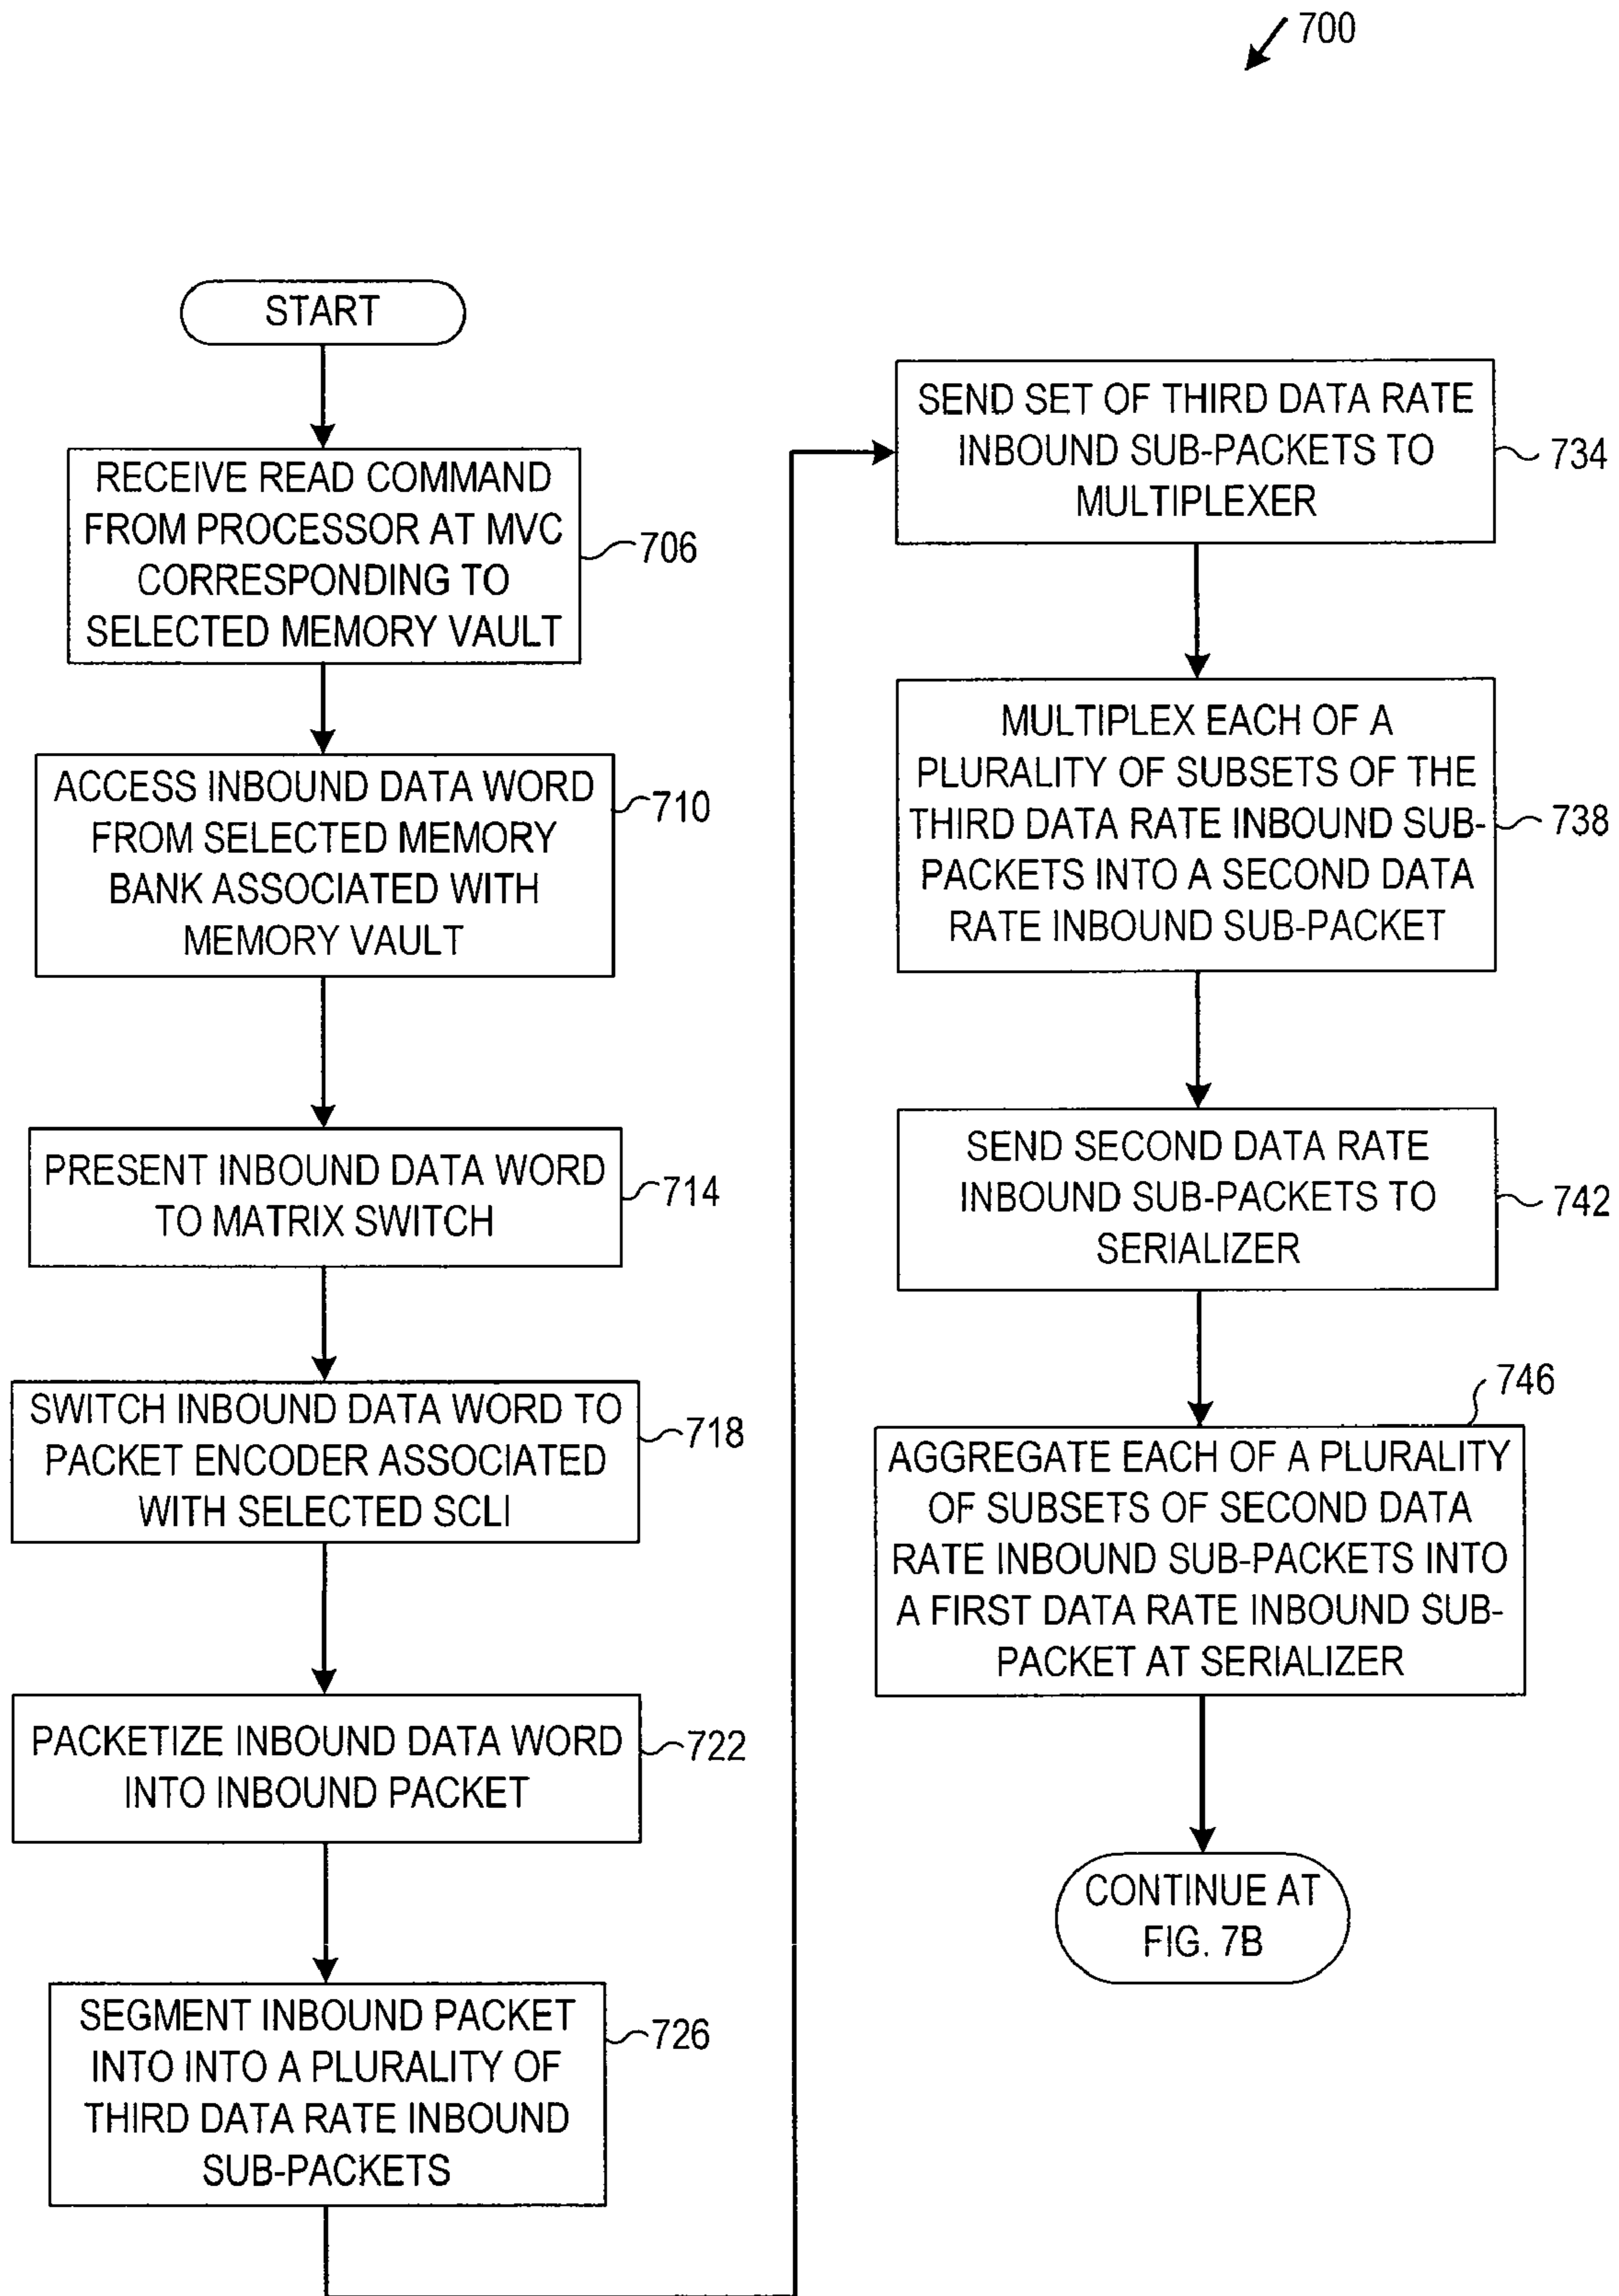 700
START
RECEIVE READ COMMAND
FROM PROCESSOR AT MVC
CORRESPONDING TO
SELECTED MEMORY VAULT
706
ACCESS INBOUND DATA WORD
FROM SELECTED MEMORY
BANK ASSOCIATED WITH
MEMORY VAULT
710
PRESENT INBOUND DATA WORD
TO MATRIX SWITCH
714
SWITCH INBOUND DATA WORD TO
PACKET ENCODER ASSOCIATED
WITH SELECTED SCLI
718
PACKETIZE INBOUND DATA WORD
INTO INBOUND PACKET
722
SEGMENT INBOUND PACKET
INTO INTO A PLURALITY OF
THIRD DATA RATE INBOUND
SUB-PACKETS
726
SEND SET OF THIRD DATA RATE
INBOUND SUB-PACKETS TO
MULTIPLEXER
734
MULTIPLEX EACH OF A
PLURALITY OF SUBSETS OF THE
THIRD DATA RATE INBOUND SUB-
PACKETS INTO A SECOND DATA
RATE INBOUND SUB-PACKET
738
SEND SECOND DATA RATE
INBOUND SUB-PACKETS TO
SERIALIZER
742
746
AGGREGATE EACH OF A PLURALITY
OF SUBSETS OF SECOND DATA
RATE INBOUND SUB-PACKETS INTO
A FIRST DATA RATE INBOUND SUB-
PACKET AT SERIALIZER
CONTINUE AT
FIG. 7B